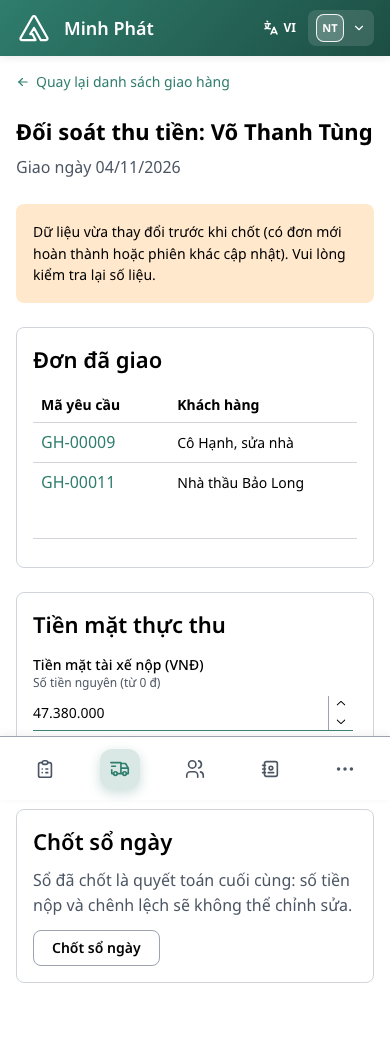 Minh Phát
VI
NT
Quay lại danh sách giao hàng
Đối soát thu tiền: Võ Thanh Tùng
Giao ngày 04/11/2026
Dữ liệu vừa thay đổi trước khi chốt (có đơn mới
hoàn thành hoặc phiên khác cập nhật). Vui lòng
kiểm tra lại số liệu.
Đơn đã giao
Mã yêu cầu Khách hàng
GH-00009 Cô Hạnh, sửa nhà
GH-00011 Nhà thầu Bảo Long
Tiền mặt thực thu
Tiền mặt tài xế nộp (VNĐ)
Số tiền nguyên (từ 0 đ)
47.380.000
Chốt sổ ngày
Sổ đã chốt là quyết toán cuối cùng: số tiền
nộp và chênh lệch sẽ không thể chỉnh sửa.
Chốt sổ ngày